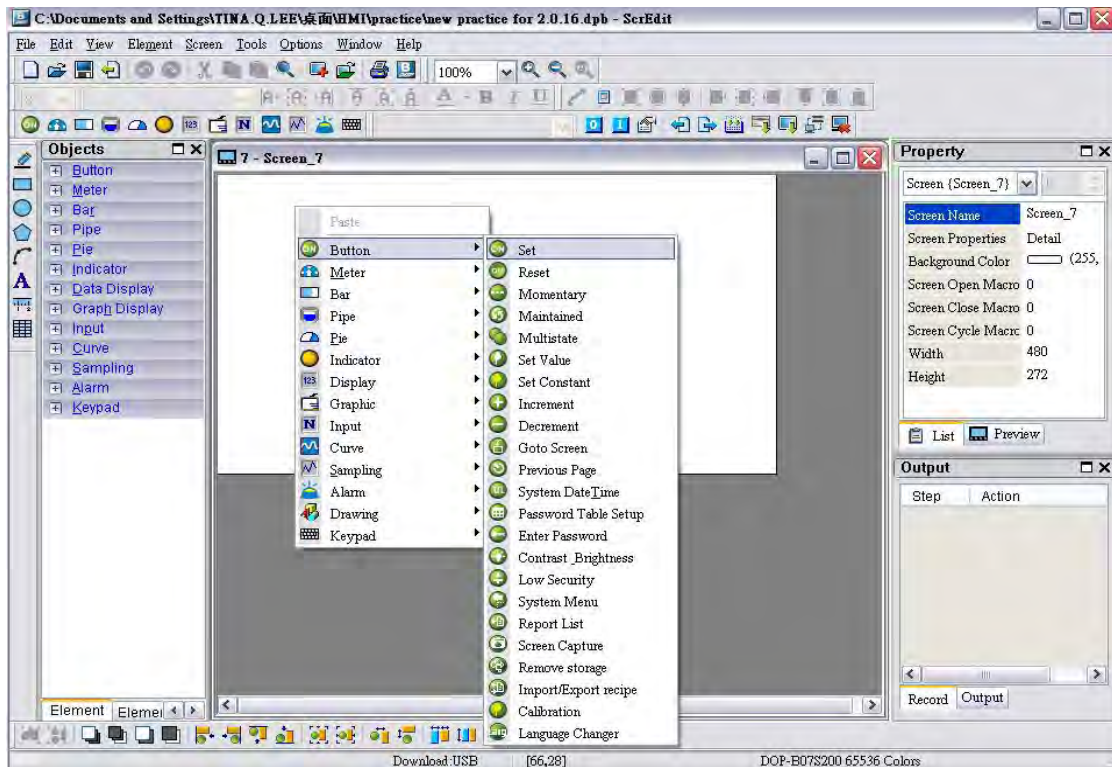 C:\Documents and Settings\TINA.Q.LEE\桌面\HMI\practice\new practice for 2.0.16.dpb - ScrEdit
File Edit View Element Screen Tools Options Window Help
100%
Objects
Button
Meter
Bar
Pipe
Pie
Indicator
Data Display
Graph Display
Input
Curve
Sampling
Alarm
Keypad
Element
7 - Screen_7
Paste
Button
Meter
Bar
Pipe
Pie
Indicator
Display
Graphic
Input
Curve
Sampling
Alarm
Drawing
Keypad
Set
Reset
Momentary
Maintained
Multistate
Set Value
Set Constant
Increment
Decrement
Goto Screen
Previous Page
System DateTime
Password Table Setup
Enter Password
Contrast_Brightness
Low Security
System Menu
Report List
Screen Capture
Remove storage
Import/Export recipe
Calibration
Language Changer
Property
Screen {Screen_7}
Screen Name Screen_7
Screen Properties Detail
Background Color (255,
Screen Open Macro 0
Screen Close Macro 0
Screen Cycle Macrc 0
Width 480
Height 272
List Preview
Output
Step Action
Record Output
Download:USB [66,28] DOP-B07S200 65536 Colors